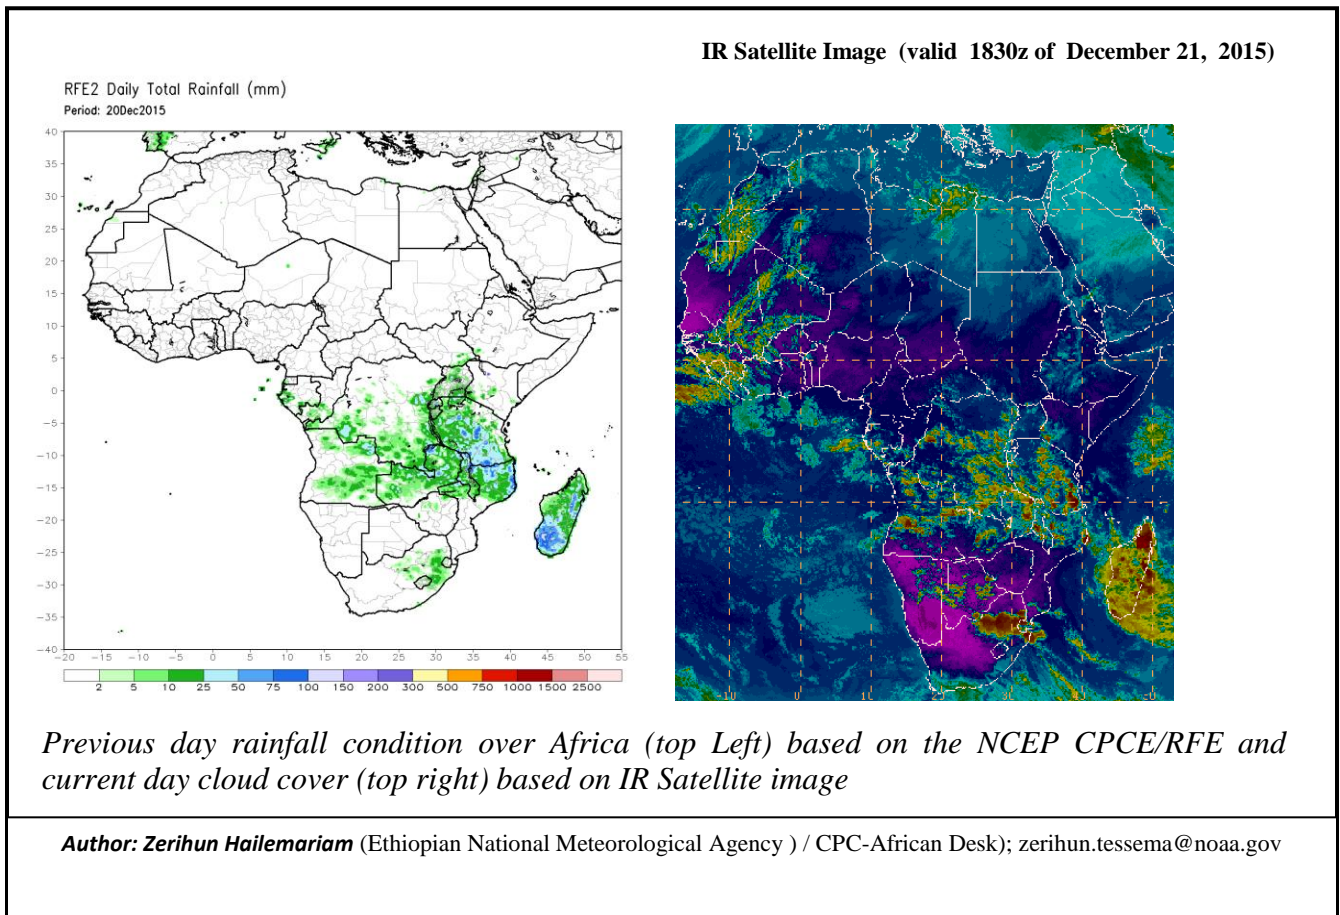 IR Satellite Image (valid 1830z of December 21, 2015)
RFE2 Daily Total Rainfall (mm)
Period: 20Dec2015
40
35
30
25
20
15
10
5
0
−5
−10
−15
−20
−25
−30
−35
−40
−20 −15 −10 −5 0 5 10 15 20 25 30 35 40 45 50 55
2 5 10 25 50 75 100 150 200 300 500 750 1000 1500 2500
Previous day rainfall condition over Africa (top Left) based on the NCEP CPCE/RFE and
current day cloud cover (top right) based on IR Satellite image
Author: Zerihun Hailemariam (Ethiopian National Meteorological Agency ) / CPC-African Desk); zerihun.tessema@noaa.gov